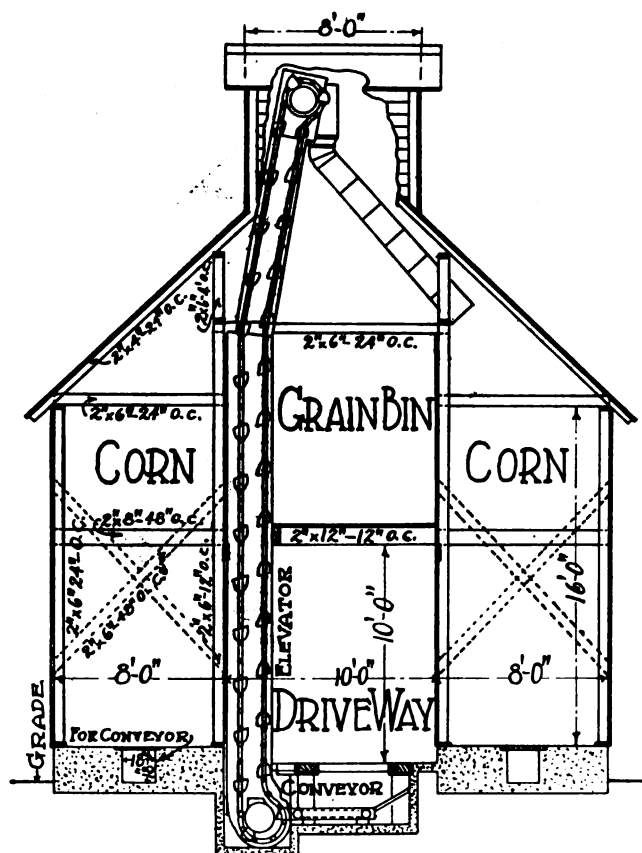 8'-0"
2"x4"-24" o.c.
2"x6"-24" o.c.
2"x6"-24" o.c.
GRAIN BIN
CORN
CORN
2"x8"-48" o.c.
2"x12"-12" o.c.
2"x6" 24" o.c.
2"x6"-12" o.c.
ELEVATOR
10'-0"
16'-0"
8'-0"
10'-0"
8'-0"
DRIVEWAY
GRADE
FOR CONVEYOR
CONVEYOR